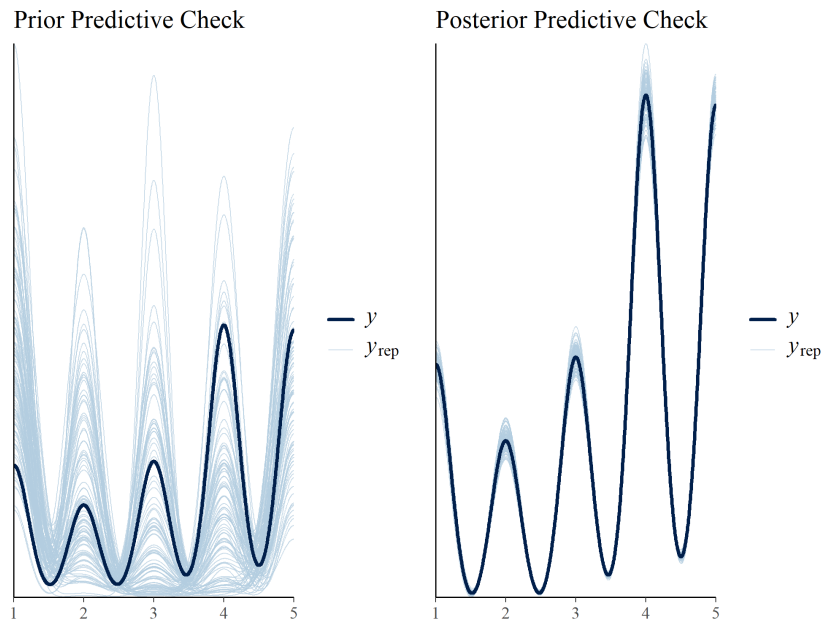 Prior Predictive Check
y
yrep
1 2 3 4 5
Posterior Predictive Check
y
yrep
1 2 3 4 5